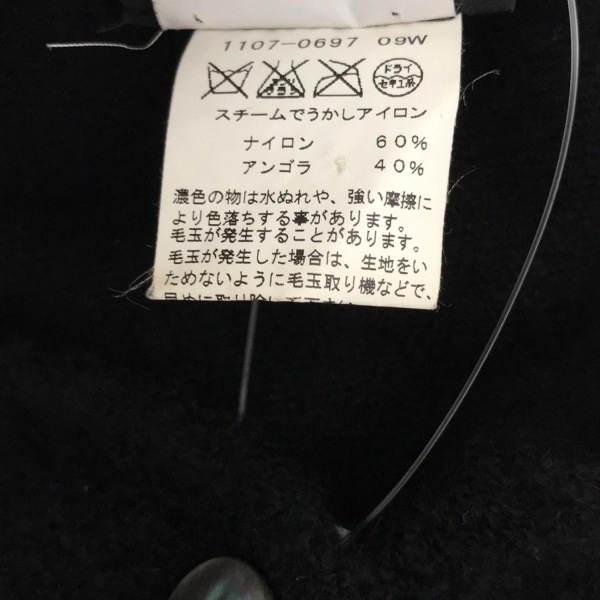 1107-0697 09W
ドライ
セキユ系
スチームでうかしアイロン
ナイロン 60%
アンゴラ 40%
濃色の物は水ぬれや、強い摩擦に
より色落ちする事があります。
毛玉が発生することがあります。
毛玉が発生した場合は、生地をい
ためないように毛玉取り機などで、